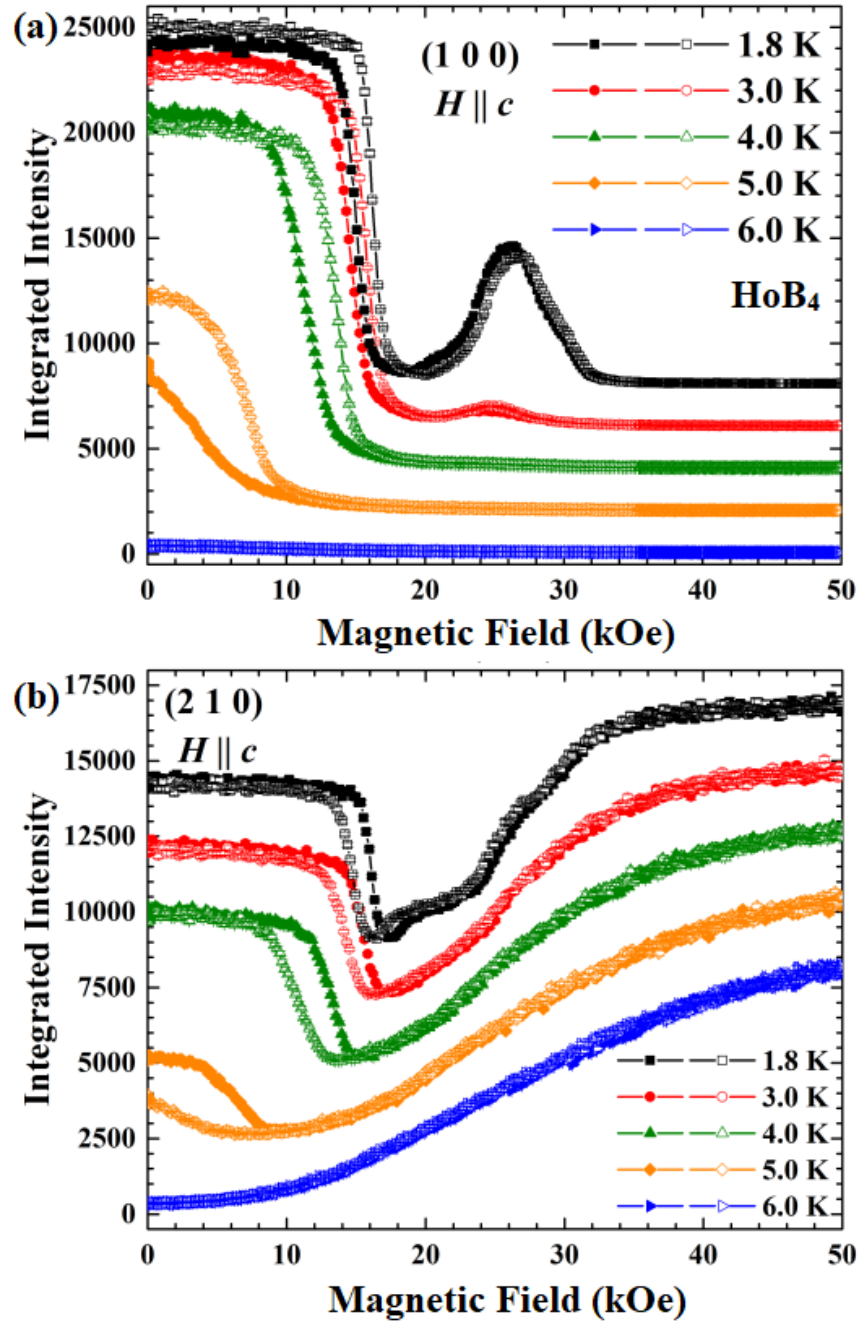 (a)
25000
20000
15000
10000
5000
0
Integrated Intensity
(1 0 0)
H || c
1.8 K
3.0 K
4.0 K
5.0 K
6.0 K
HoB₄
0 10 20 30 40 50
Magnetic Field (kOe)
(b)
17500
15000
12500
10000
7500
5000
2500
0
Integrated Intensity
(2 1 0)
H || c
1.8 K
3.0 K
4.0 K
5.0 K
6.0 K
0 10 20 30 40 50
Magnetic Field (kOe)